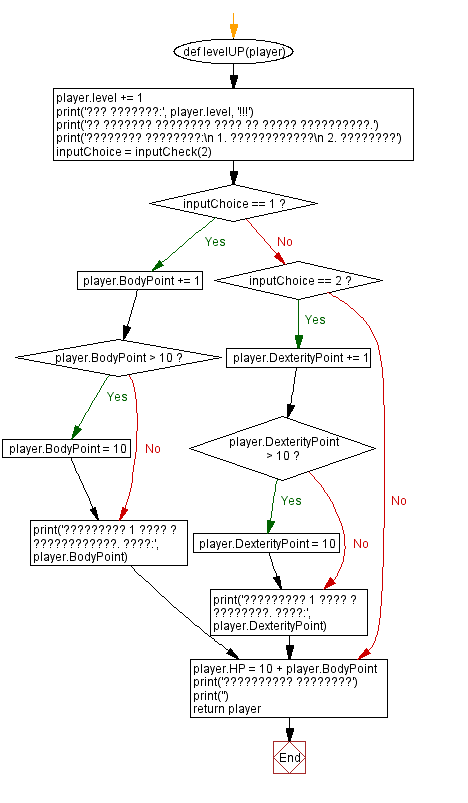 def levelUP(player)
player.level += 1
print('??? ???????:', player.level, '!!!')
print('?? ??????? ???????? ???? ?? ????? ??????????.')
print('???????? ????????:\n 1. ????????????\n 2. ????????')
inputChoice = inputCheck(2)
inputChoice == 1 ?
Yes
No
player.BodyPoint += 1
inputChoice == 2 ?
Yes
player.BodyPoint > 10 ?
player.DexterityPoint += 1
Yes
player.BodyPoint = 10
No
player.DexterityPoint
> 10 ?
No
Yes
print('????????? 1 ???? ?
????????????. ????:',
player.BodyPoint)
player.DexterityPoint = 10
No
print('????????? 1 ???? ?
????????. ????:',
player.DexterityPoint)
player.HP = 10 + player.BodyPoint
print('?????????? ????????')
print('')
return player
End